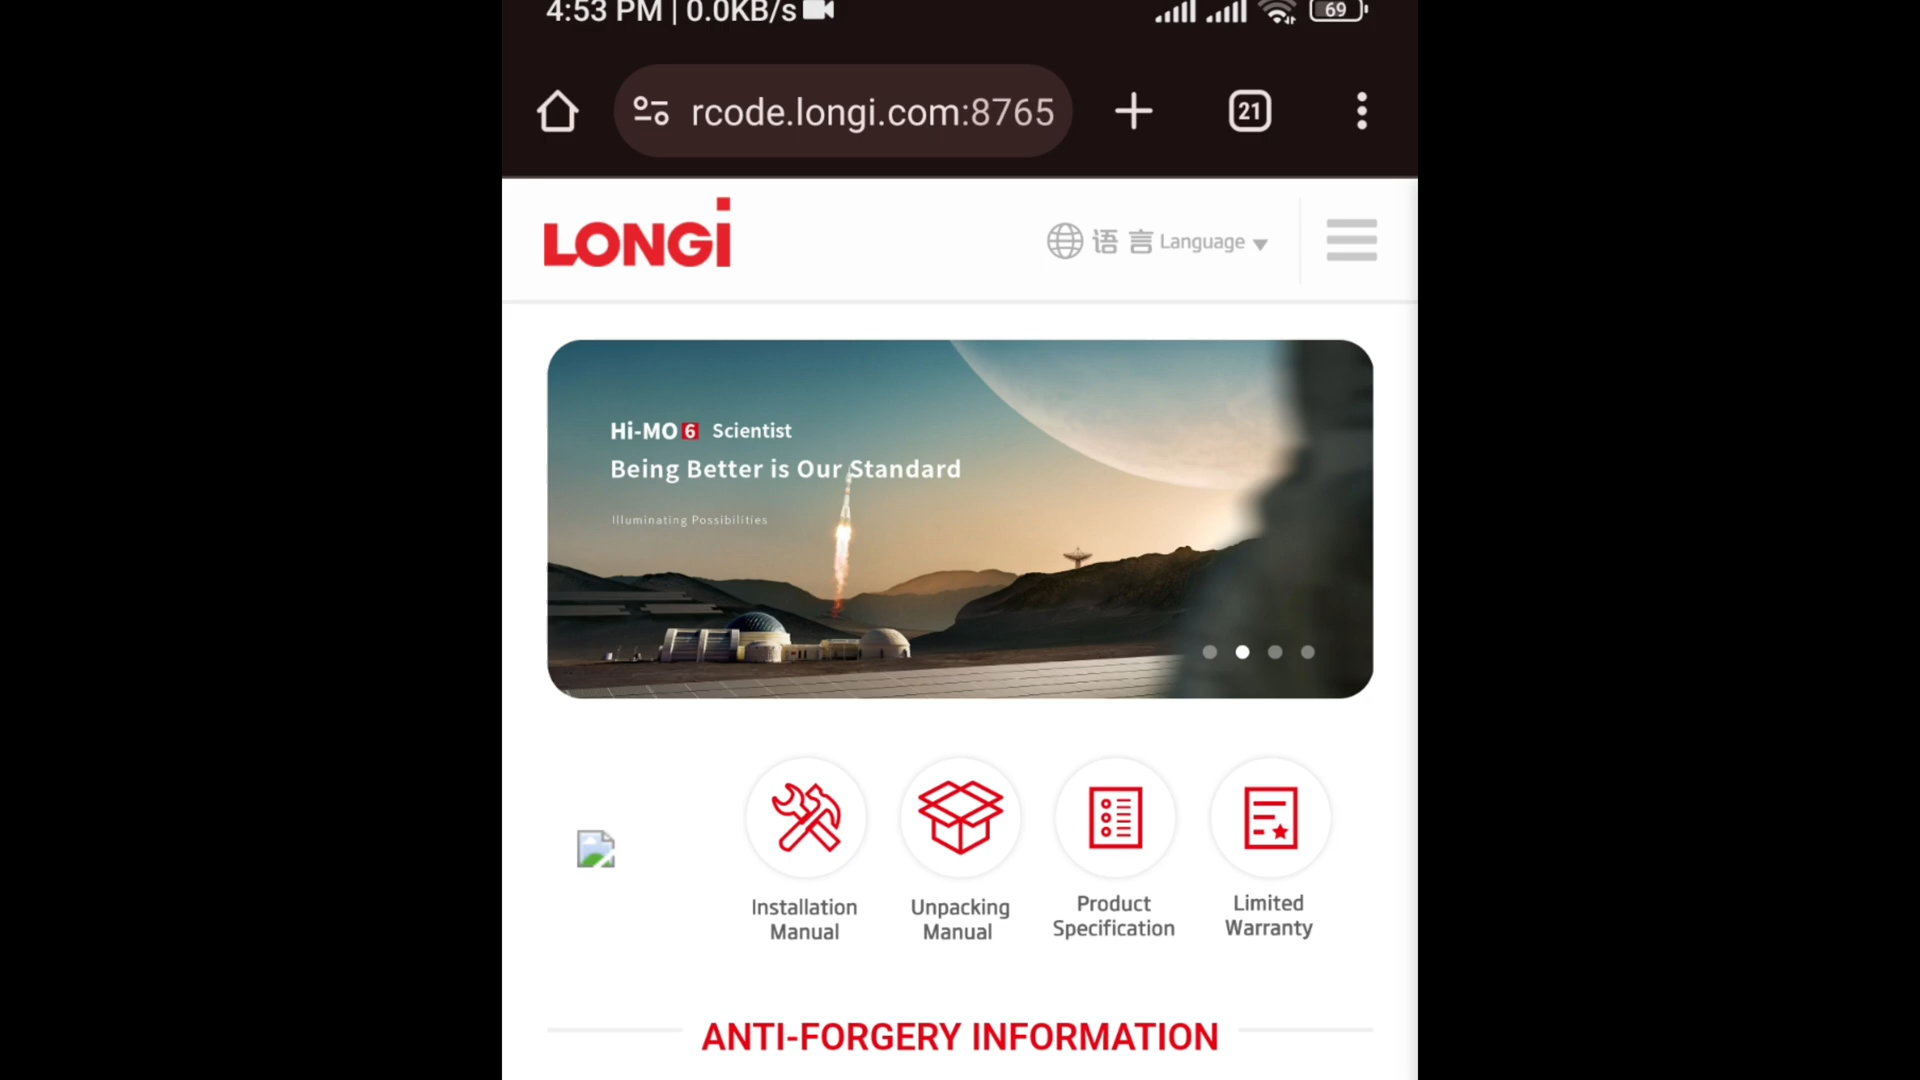 4:53 PM | 0.0KB/s
69
rcode.longi.com:8765
21
LONGi
语言 Language
Hi-MO 6 Scientist
Being Better is Our Standard
Illuminating Possibilities
Installation
Manual
Unpacking
Manual
Product
Specification
Limited
Warranty
ANTI-FORGERY INFORMATION